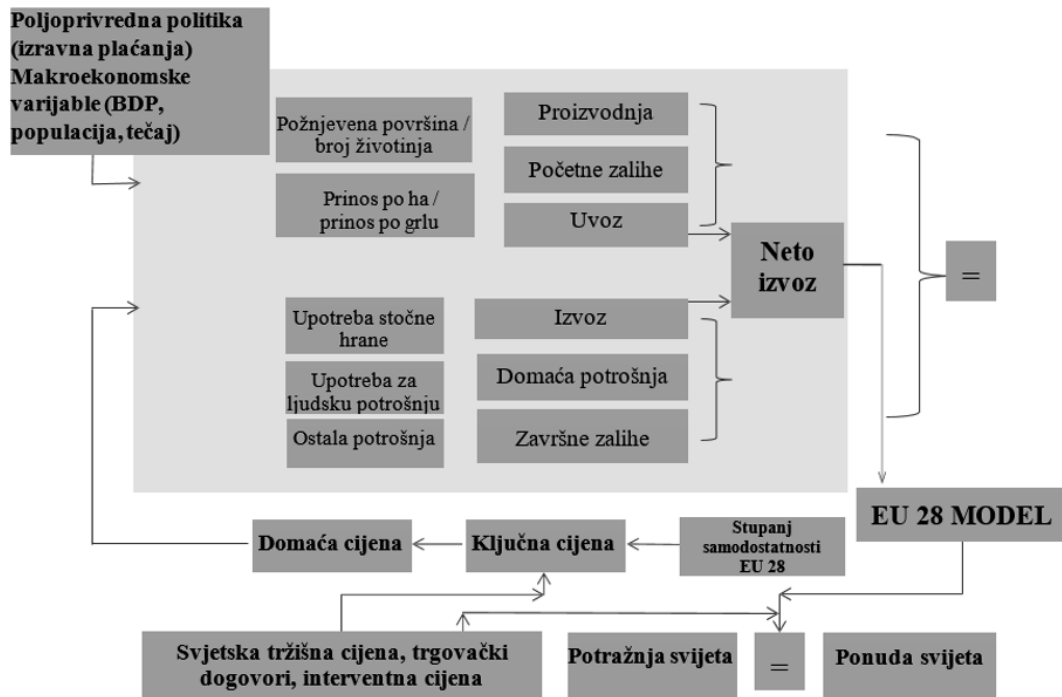 Poljoprivredna politika
(izravna plaćanja)
Makroekonomske
varijable (BDP,
populacija, tečaj)
Požnjevena površina /
broj životinja
Prinos po ha /
prinos po grlu
Proizvodnja
Početne zalihe
Uvoz
Neto
izvoz
=
Upotreba stočne
hrane
Upotreba za
ljudsku potrošnju
Ostala potrošnja
Izvoz
Domaća potrošnja
Završne zalihe
EU 28 MODEL
Domaća cijena
Ključna cijena
Stupanj
samodostatnosti
EU 28
Svjetska tržišna cijena, trgovački
dogovori, interventna cijena
Potražnja svijeta
=
Ponuda svijeta